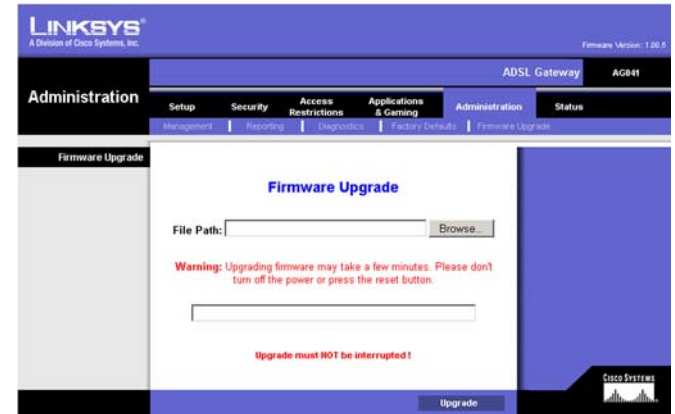 LINKSYS®
A Division of Cisco Systems, Inc.
Firmware Version: 1.00.6
ADSL Gateway AG041
Administration
Setup Security Access Restrictions Applications & Gaming Administration Status
Management Reporting Diagnostics Factory Defaults Firmware Upgrade
Firmware Upgrade
Firmware Upgrade
File Path: Browse...
Warning: Upgrading firmware may take a few minutes. Please don't
turn off the power or press the reset button.
Upgrade must NOT be interrupted !
CISCO SYSTEMS
Upgrade